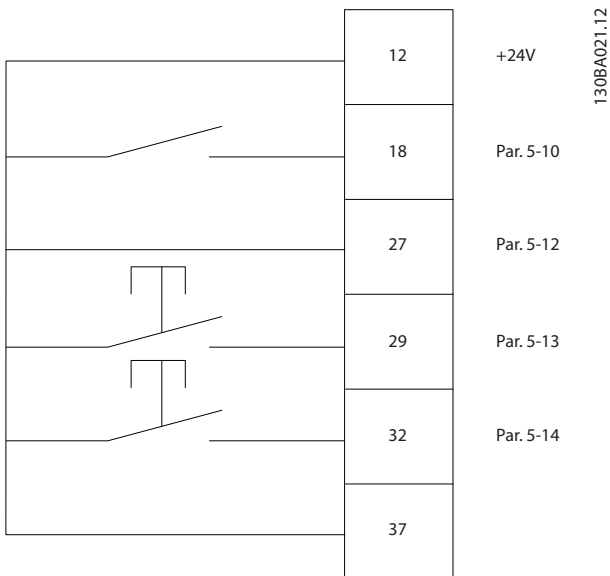 12 +24V
18 Par. 5-10
27 Par. 5-12
29 Par. 5-13
32 Par. 5-14
37
130BA021.12